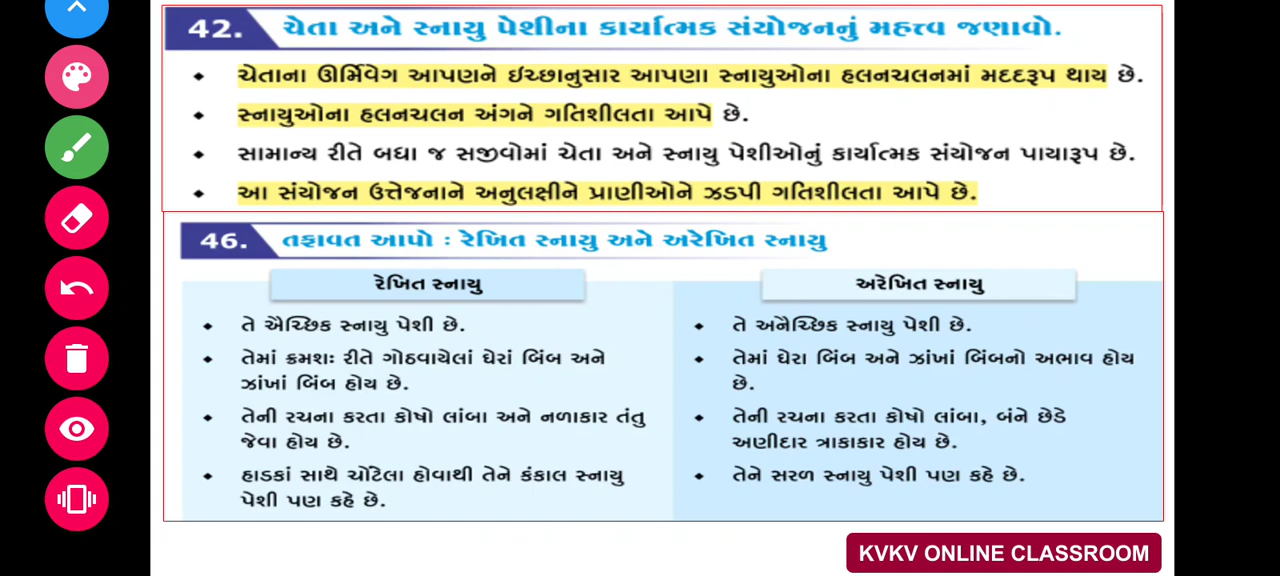 42. ચેતા અને સ્નાયુ પેશીના કાર્યાત્મક સંયોજનનું મહત્ત્વ જણાવો.
♦ ચેતાના ઊર્મિવેગ આપણને ઈચ્છાનુસાર આપણા સ્નાયુઓના હલનચલનમાં મદદરૂપ થાય છે.
♦ સ્નાયુઓના હલનચલન અંગને ગતિશીલતા આપે છે.
♦ સામાન્ય રીતે બધા જ સજીવોમાં ચેતા અને સ્નાયુ પેશીઓનું કાર્યાત્મક સંયોજન પાયારૂપ છે.
♦ આ સંયોજન ઉત્તેજનાને અનુલક્ષીને પ્રાણીઓને ઝડપી ગતિશીલતા આપે છે.
46. તફાવત આપો : રેખિત સ્નાયુ અને અરેખિત સ્નાયુ
રેખિત સ્નાયુ
♦ તે ઐચ્છિક સ્નાયુ પેશી છે.
♦ તેમાં ક્રમશઃ રીતે ગોઠવાયેલાં ઘેરાં બિંબ અને
ઝાંખાં બિંબ હોય છે.
♦ તેની રચના કરતા કોષો લાંબા અને નળાકાર તંતુ
જેવા હોય છે.
♦ હાડકાં સાથે ચોંટેલા હોવાથી તેને કંકાલ સ્નાયુ
પેશી પણ કહે છે.
અરેખિત સ્નાયુ
♦ તે અનૈચ્છિક સ્નાયુ પેશી છે.
♦ તેમાં ઘેરા બિંબ અને ઝાંખાં બિંબનો અભાવ હોય
છે.
♦ તેની રચના કરતા કોષો લાંબા, બંને છેડે
અણીદાર ત્રાકાકાર હોય છે.
♦ તેને સરળ સ્નાયુ પેશી પણ કહે છે.
KVKV ONLINE CLASSROOM